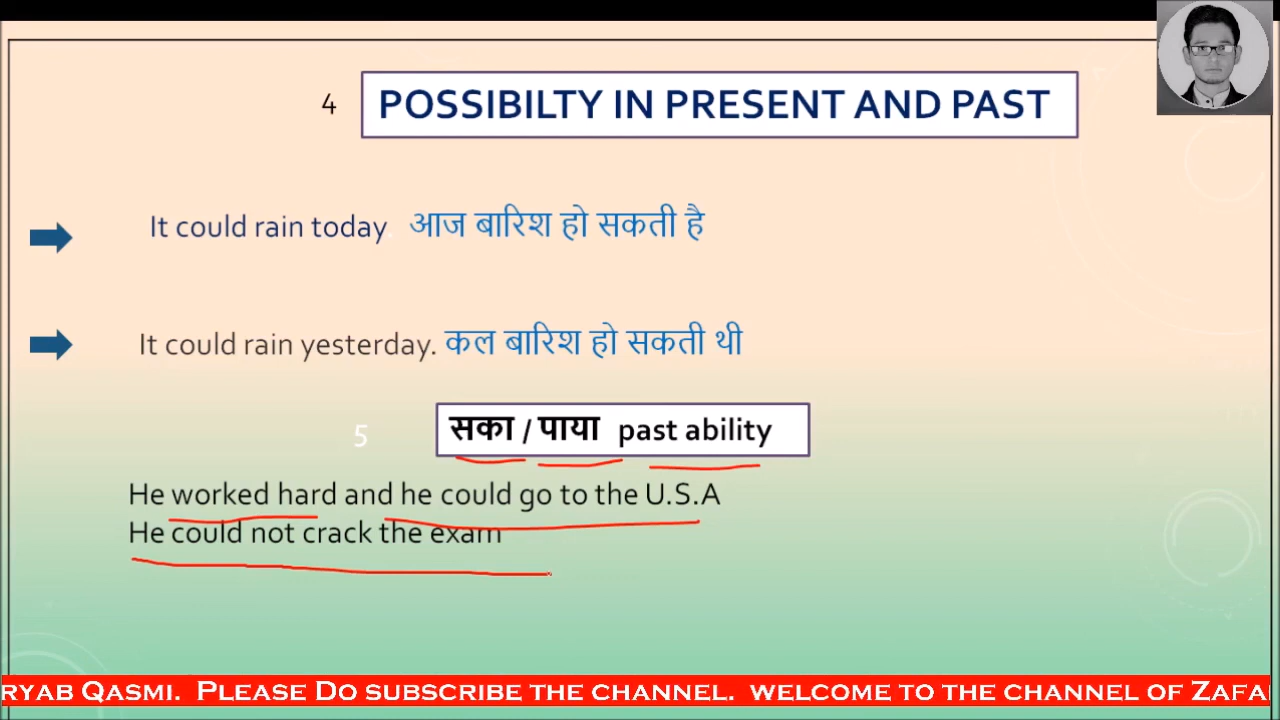 4 POSSIBILTY IN PRESENT AND PAST
It could rain today आज बारिश हो सकती है
It could rain yesterday. कल बारिश हो सकती थी
5 सका / पाया past ability
He worked hard and he could go to the U.S.A
He could not crack the exam
RYAB QASMI. PLEASE DO SUBSCRIBE THE CHANNEL. WELCOME TO THE CHANNEL OF ZAFA